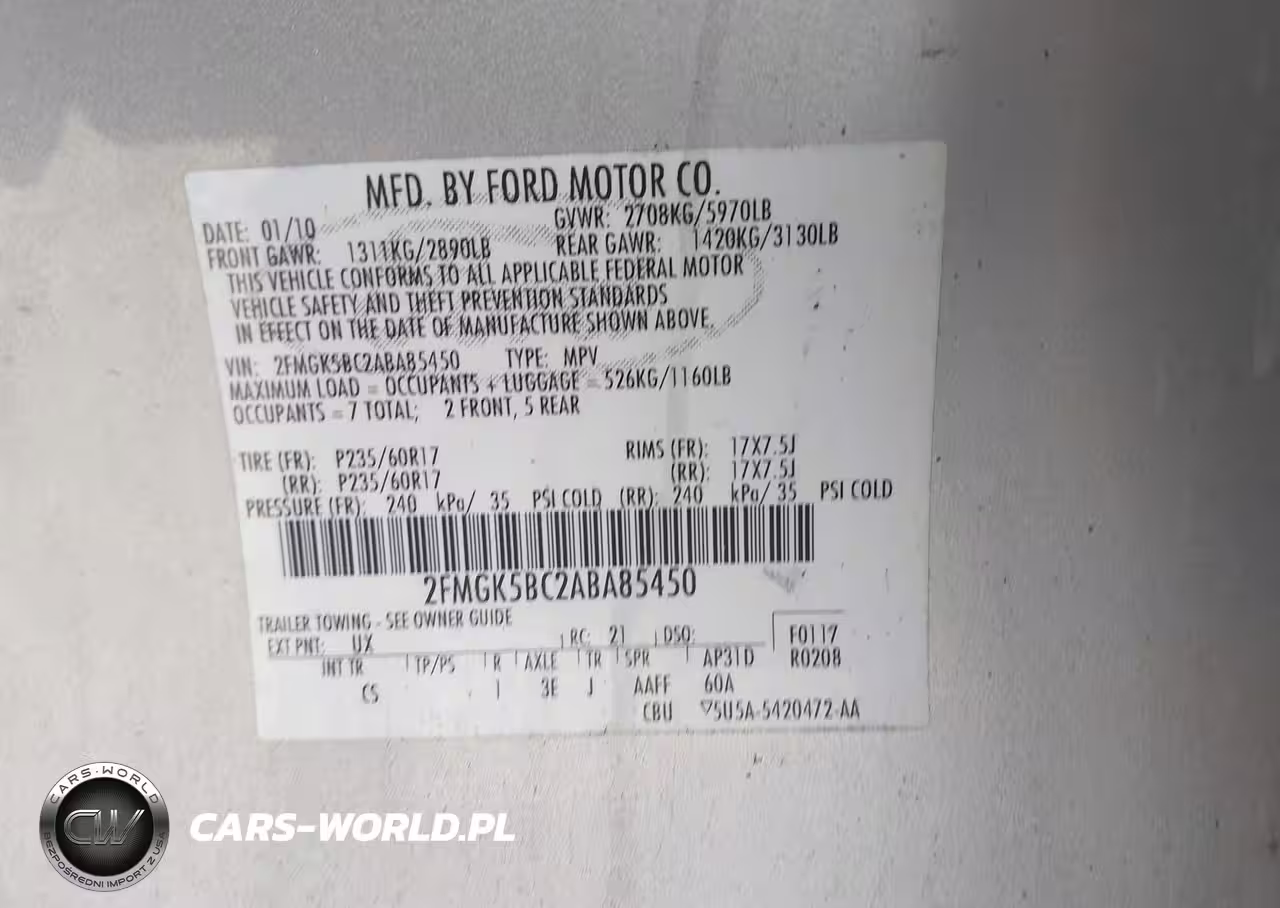 MFD. BY FORD MOTOR CO.
DATE: 01/10 GVWR: 2708KG/5970LB
FRONT GAWR: 1311KG/2890LB REAR GAWR: 1420KG/3130LB
THIS VEHICLE CONFORMS TO ALL APPLICABLE FEDERAL MOTOR
VEHICLE SAFETY AND THEFT PREVENTION STANDARDS
IN EFFECT ON THE DATE OF MANUFACTURE SHOWN ABOVE.
VIN: 2FMGK5BC2ABA85450 TYPE: MPV
MAXIMUM LOAD = OCCUPANTS + LUGGAGE = 526KG/1160LB
OCCUPANTS = 7 TOTAL; 2 FRONT, 5 REAR
TIRE (FR): P235/60R17 RIMS (FR): 17X7.5J
(RR): P235/60R17 (RR): 17X7.5J
PRESSURE (FR): 240 kPa/ 35 PSI COLD (RR): 240 kPa/ 35 PSI COLD
2FMGK5BC2ABA85450
TRAILER TOWING - SEE OWNER GUIDE
EXT PNT: UX RC: 21 DSO: F0117
INT TR TP/PS R AXLE TR SPR AP31D R0208
CS I 3E J AAFF 60A
CBU ▽5U5A-5420472-AA
CARS-WORLD
CW
BEZPOŚREDNI IMPORT Z USA
CARS-WORLD.PL